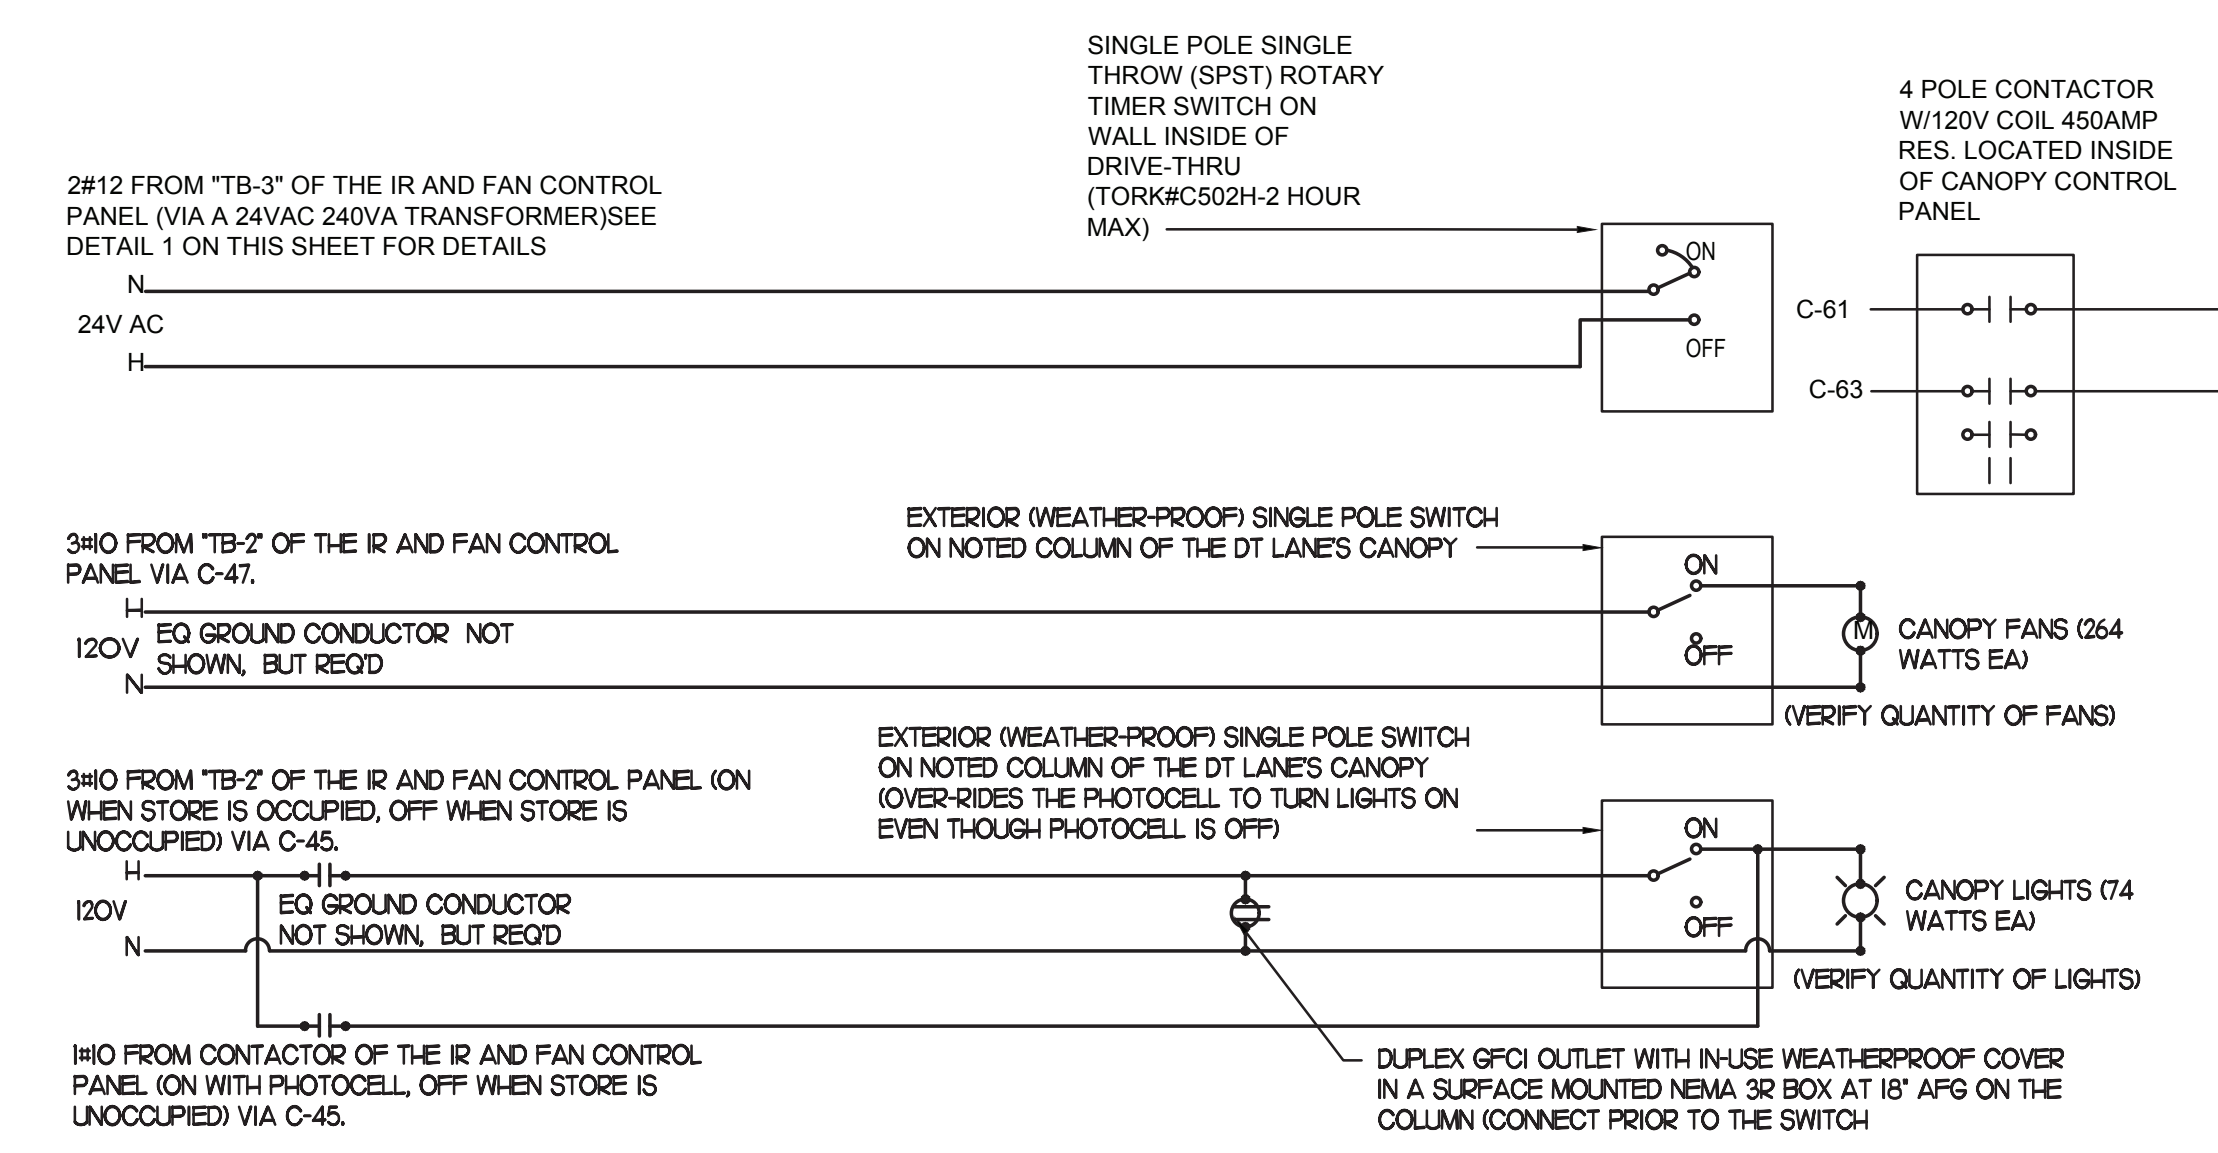 SINGLE POLE SINGLE
THROW (SPST) ROTARY
TIMER SWITCH ON
WALL INSIDE OF
DRIVE-THRU
(TORK#C502H-2 HOUR
MAX)
4 POLE CONTACTOR
W/120V COIL 450AMP
RES. LOCATED INSIDE
OF CANOPY CONTROL
PANEL
2#12 FROM "TB-3" OF THE IR AND FAN CONTROL
PANEL (VIA A 24VAC 240VA TRANSFORMER)SEE
DETAIL 1 ON THIS SHEET FOR DETAILS
N
24V AC
H
ON
OFF
C-61
C-63
EXTERIOR (WEATHER-PROOF) SINGLE POLE SWITCH
ON NOTED COLUMN OF THE DT LANE'S CANOPY
3#10 FROM "TB-2" OF THE IR AND FAN CONTROL
PANEL VIA C-47.
H
120V
N
EQ GROUND CONDUCTOR NOT
SHOWN, BUT REQ'D
ON
OFF
M
CANOPY FANS (264
WATTS EA)
(VERIFY QUANTITY OF FANS)
EXTERIOR (WEATHER-PROOF) SINGLE POLE SWITCH
ON NOTED COLUMN OF THE DT LANE'S CANOPY
(OVER-RIDES THE PHOTOCELL TO TURN LIGHTS ON
EVEN THOUGH PHOTOCELL IS OFF)
3#10 FROM "TB-2" OF THE IR AND FAN CONTROL PANEL (ON
WHEN STORE IS OCCUPIED, OFF WHEN STORE IS
UNOCCUPIED) VIA C-45.
H
120V
N
EQ GROUND CONDUCTOR
NOT SHOWN, BUT REQ'D
ON
OFF
CANOPY LIGHTS (74
WATTS EA)
(VERIFY QUANTITY OF LIGHTS)
1#10 FROM CONTACTOR OF THE IR AND FAN CONTROL
PANEL (ON WITH PHOTOCELL, OFF WHEN STORE IS
UNOCCUPIED) VIA C-45.
DUPLEX GFCI OUTLET WITH IN-USE WEATHERPROOF COVER
IN A SURFACE MOUNTED NEMA 3R BOX AT 18" AFG ON THE
COLUMN (CONNECT PRIOR TO THE SWITCH